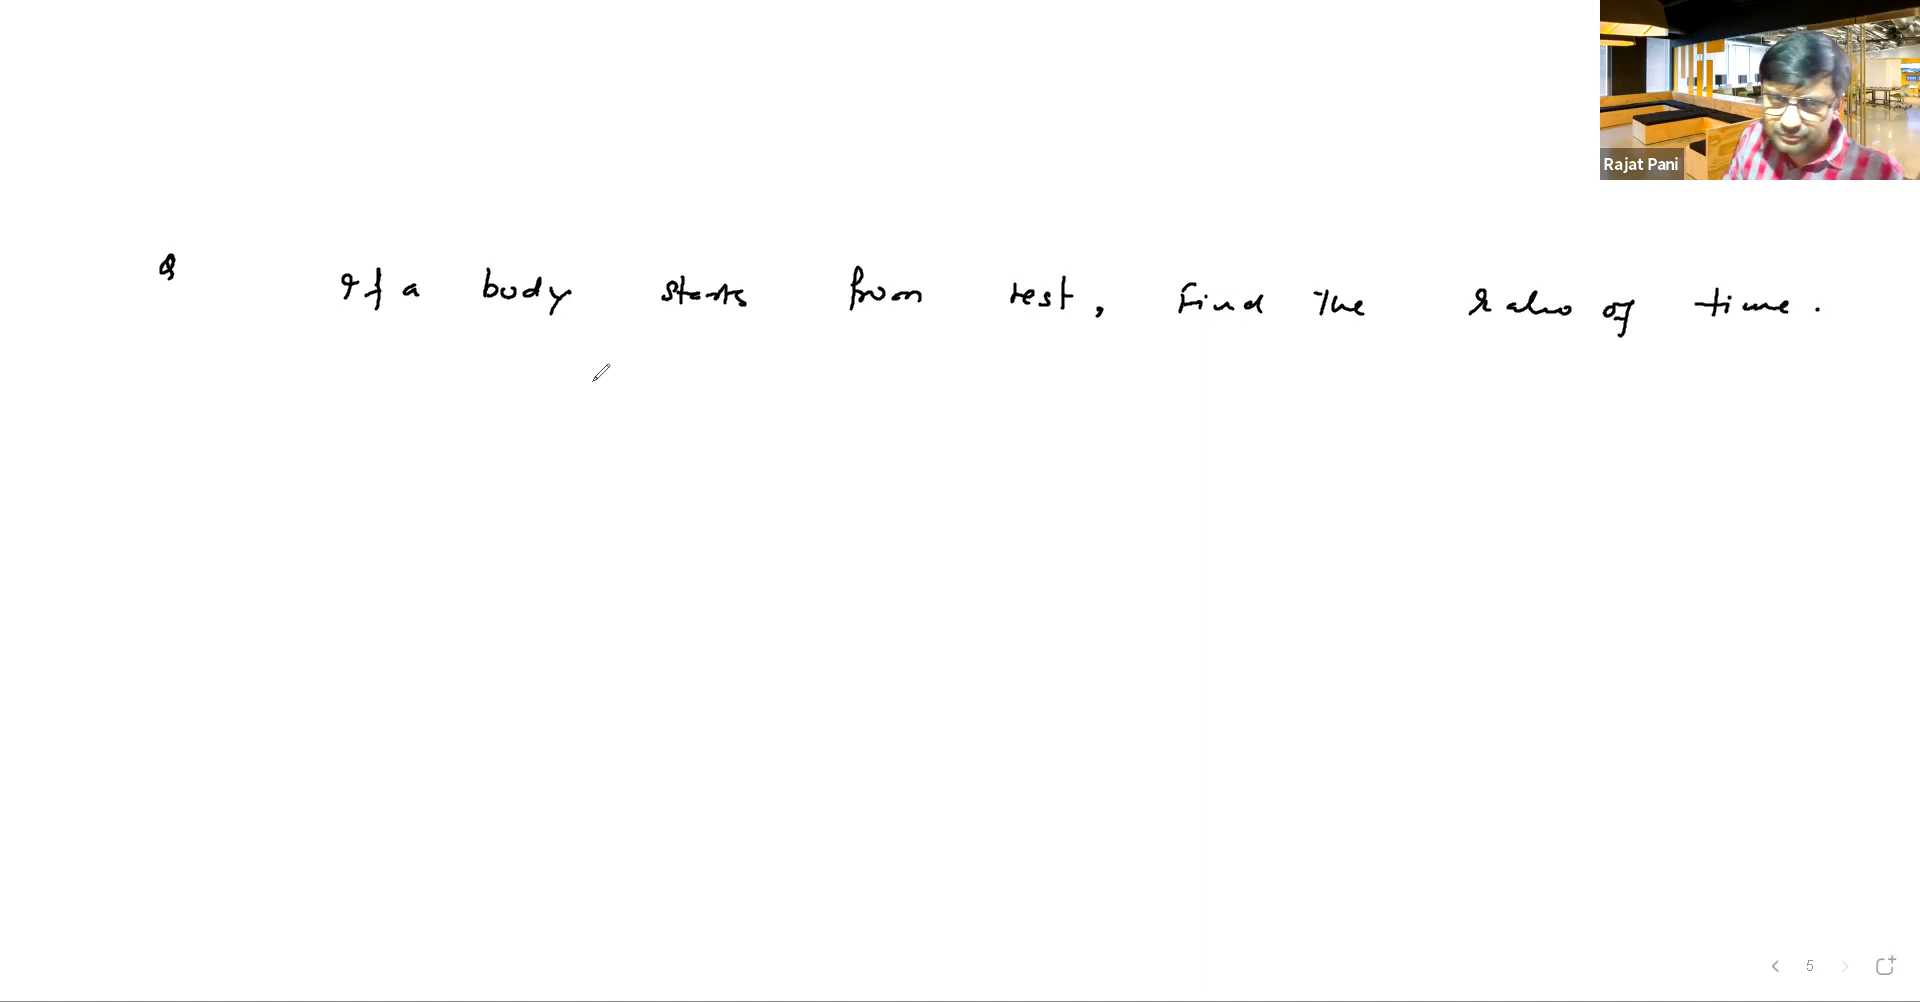 Rajat Pani
Q If a body starts from rest, Find the Ratio of time.
5